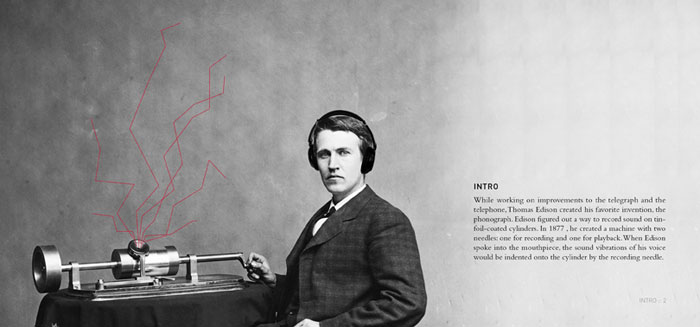 INTRO
While working on improvements to the telegraph and the
telephone, Thomas Edison created his favorite invention, the
phonograph. Edison figured out a way to record sound on tin-
foil-coated cylinders. In 1877 , he created a machine with two
needles: one for recording and one for playback. When Edison
spoke into the mouthpiece, the sound vibrations of his voice
would be indented onto the cylinder by the recording needle.
INTRO - 2